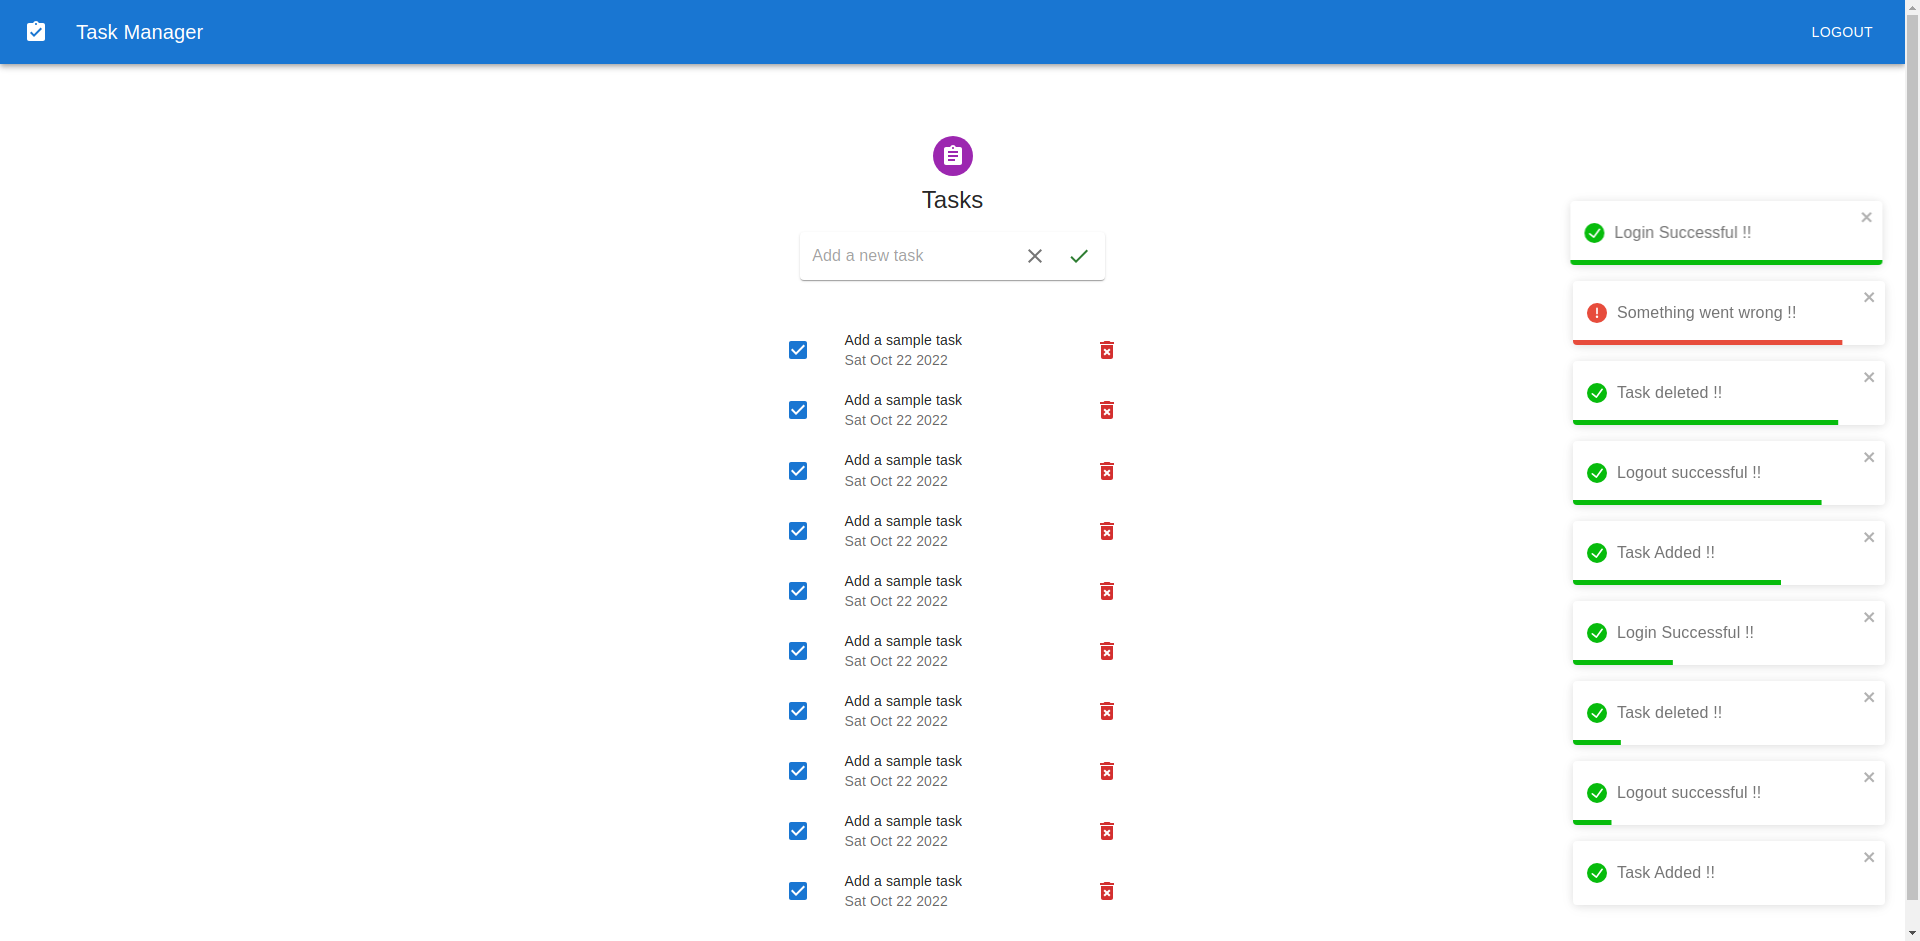 Task Manager
LOGOUT
Tasks
Add a new task
Add a sample task
Sat Oct 22 2022
Add a sample task
Sat Oct 22 2022
Add a sample task
Sat Oct 22 2022
Add a sample task
Sat Oct 22 2022
Add a sample task
Sat Oct 22 2022
Add a sample task
Sat Oct 22 2022
Add a sample task
Sat Oct 22 2022
Add a sample task
Sat Oct 22 2022
Add a sample task
Sat Oct 22 2022
Add a sample task
Sat Oct 22 2022
Login Successful !!
Something went wrong !!
Task deleted !!
Logout successful !!
Task Added !!
Login Successful !!
Task deleted !!
Logout successful !!
Task Added !!